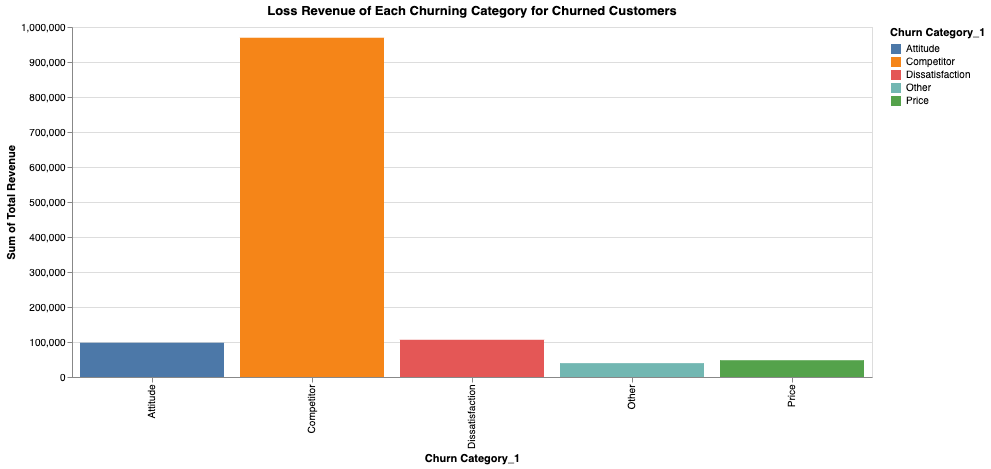 Loss Revenue of Each Churning Category for Churned Customers
1,000,000
900,000
800,000
700,000
600,000
500,000
400,000
300,000
200,000
100,000
0
Sum of Total Revenue
Attitude
Competitor
Dissatisfaction
Other
Price
Churn Category_1
Churn Category_1
Attitude
Competitor
Dissatisfaction
Other
Price